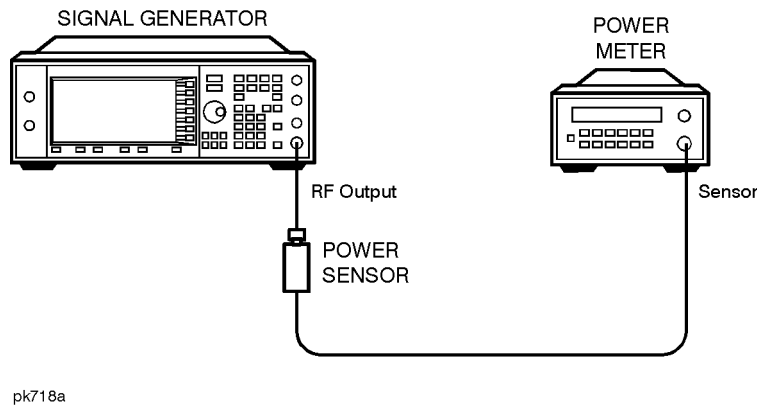 SIGNAL GENERATOR
POWER
METER
RF Output
Sensor
POWER
SENSOR
pk718a